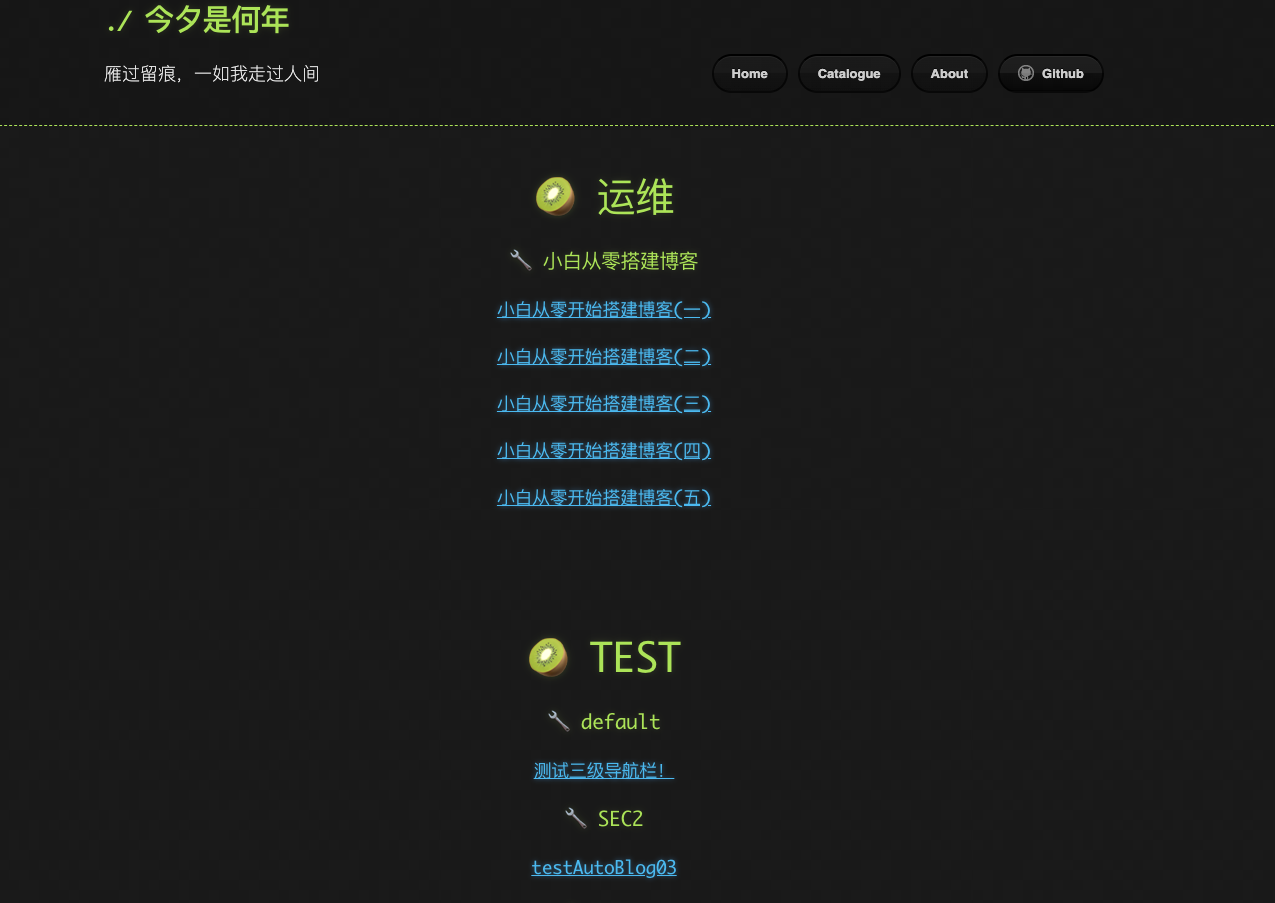 ./ 今夕是何年
雁过留痕，一如我走过人间
Home Catalogue About Github
运维
小白从零搭建博客
小白从零开始搭建博客(一)
小白从零开始搭建博客(二)
小白从零开始搭建博客(三)
小白从零开始搭建博客(四)
小白从零开始搭建博客(五)
TEST
default
测试三级导航栏！
SEC2
testAutoBlog03